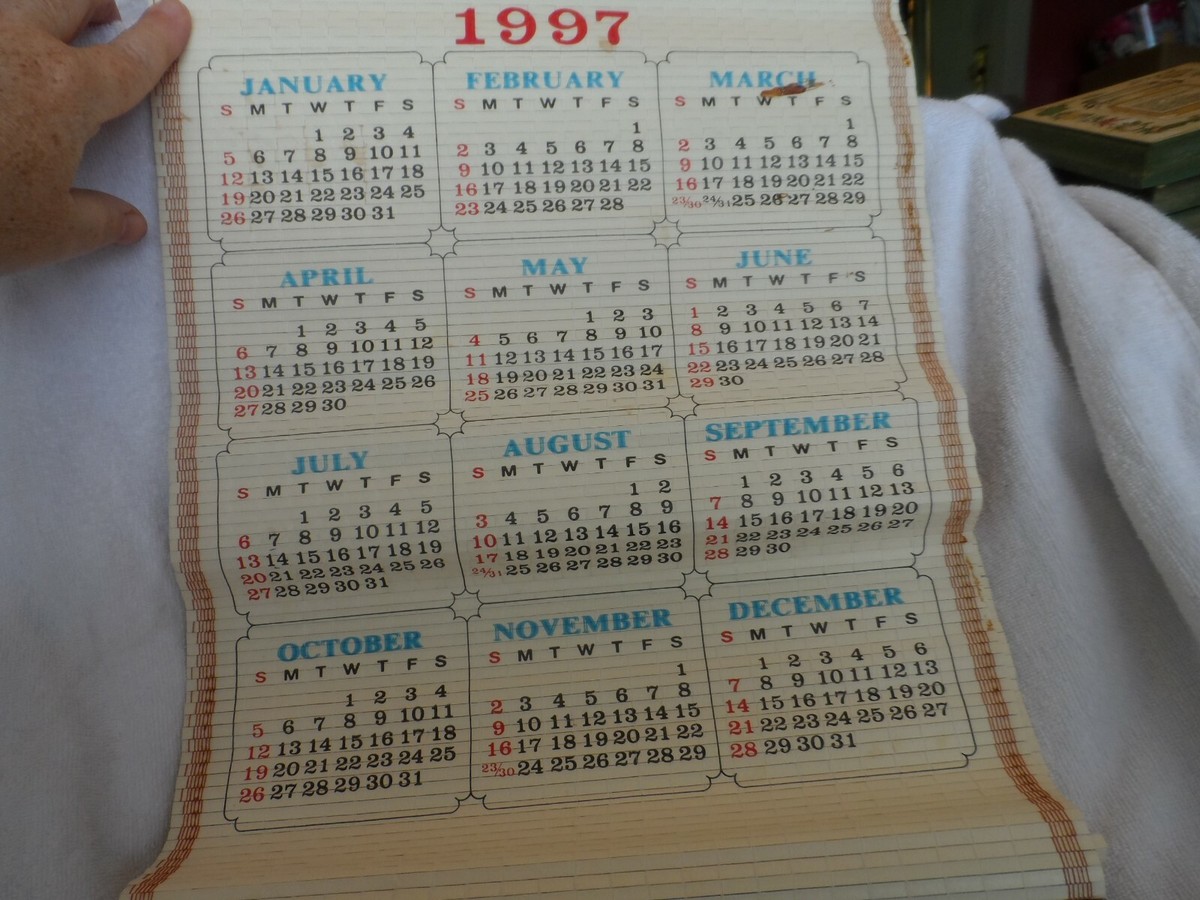 1997
JANUARY
S M T W T F S
1 2 3 4
5 6 7 8 9 10 11
12 13 14 15 16 17 18
19 20 21 22 23 24 25
26 27 28 29 30 31
FEBRUARY
S M T W T F S
1
2 3 4 5 6 7 8
9 10 11 12 13 14 15
16 17 18 19 20 21 22
23 24 25 26 27 28
MARCH
S M T W T F S
1
2 3 4 5 6 7 8
9 10 11 12 13 14 15
16 17 18 19 20 21 22
23/30 24/31 25 26 27 28 29
APRIL
S M T W T F S
1 2 3 4 5
6 7 8 9 10 11 12
13 14 15 16 17 18 19
20 21 22 23 24 25 26
27 28 29 30
MAY
S M T W T F S
1 2 3
4 5 6 7 8 9 10
11 12 13 14 15 16 17
18 19 20 21 22 23 24
25 26 27 28 29 30 31
JUNE
S M T W T F S
1 2 3 4 5 6 7
8 9 10 11 12 13 14
15 16 17 18 19 20 21
22 23 24 25 26 27 28
29 30
JULY
S M T W T F S
1 2 3 4 5
6 7 8 9 10 11 12
13 14 15 16 17 18 19
20 21 22 23 24 25 26
27 28 29 30 31
AUGUST
S M T W T F S
1 2
3 4 5 6 7 8 9
10 11 12 13 14 15 16
17 18 19 20 21 22 23
24/31 25 26 27 28 29 30
SEPTEMBER
S M T W T F S
1 2 3 4 5 6
7 8 9 10 11 12 13
14 15 16 17 18 19 20
21 22 23 24 25 26 27
28 29 30
OCTOBER
S M T W T F S
1 2 3 4
5 6 7 8 9 10 11
12 13 14 15 16 17 18
19 20 21 22 23 24 25
26 27 28 29 30 31
NOVEMBER
S M T W T F S
1
2 3 4 5 6 7 8
9 10 11 12 13 14 15
16 17 18 19 20 21 22
23/30 24 25 26 27 28 29
DECEMBER
S M T W T F S
1 2 3 4 5 6
7 8 9 10 11 12 13
14 15 16 17 18 19 20
21 22 23 24 25 26 27
28 29 30 31